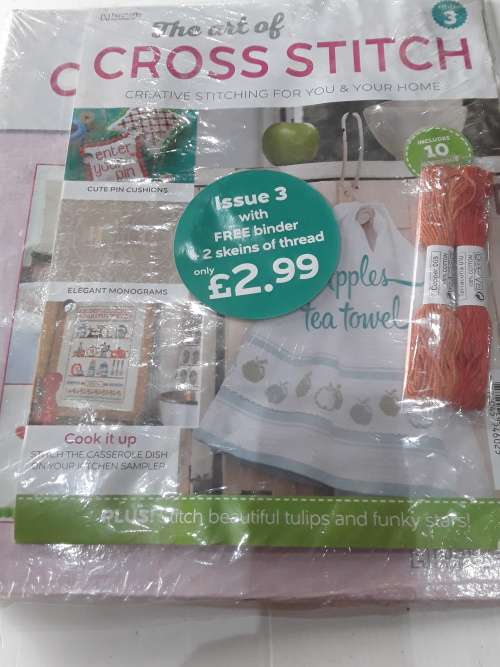 The art of
CROSS STITCH
CREATIVE STITCHING FOR YOU & YOUR HOME
3
INCLUDES
10
enter
your
pin
CUTE PIN CUSHIONS
ELEGANT MONOGRAMS
Issue 3
with
FREE binder
+ 2 skeins of thread
only £2.99
Apples
tea towel
Cook it up
STITCH THE CASSEROLE DISH
ON YOUR KITCHEN SAMPLER
PLUS! stitch beautiful tulips and funky stars!